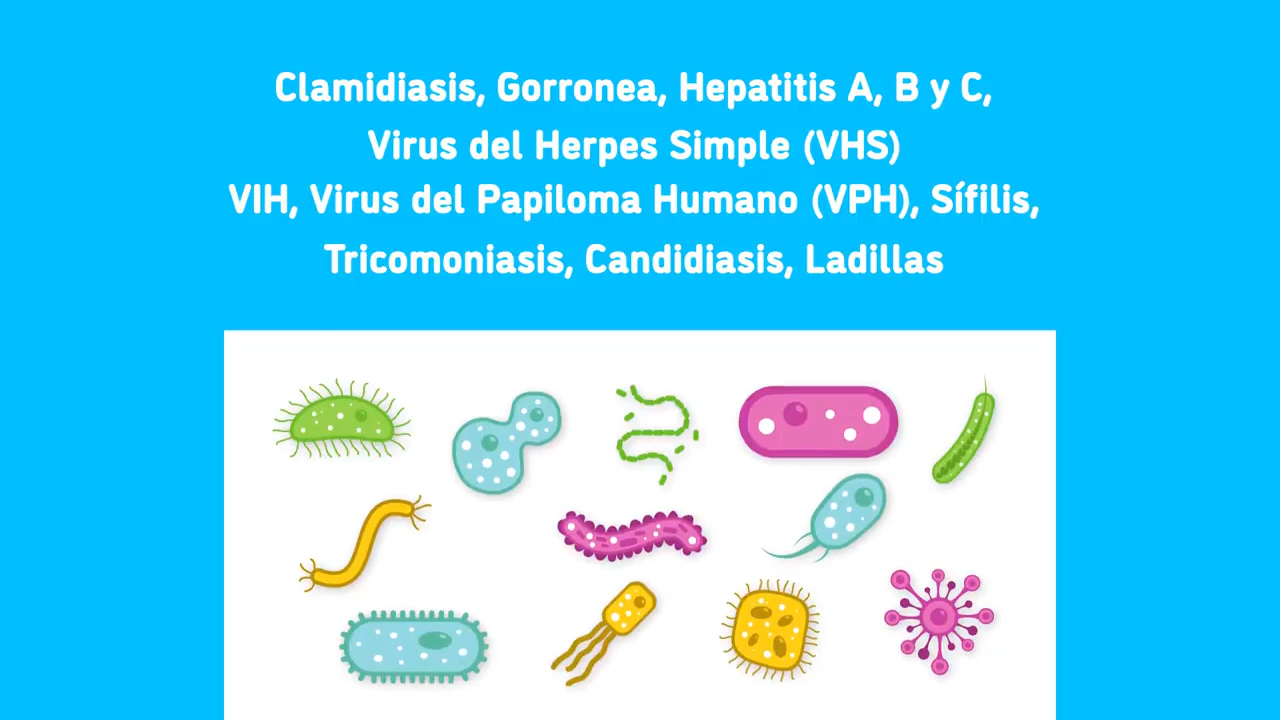 Clamidiasis, Gorronea, Hepatitis A, B y C,
Virus del Herpes Simple (VHS)
VIH, Virus del Papiloma Humano (VPH), Sífilis,
Tricomoniasis, Candidiasis, Ladillas